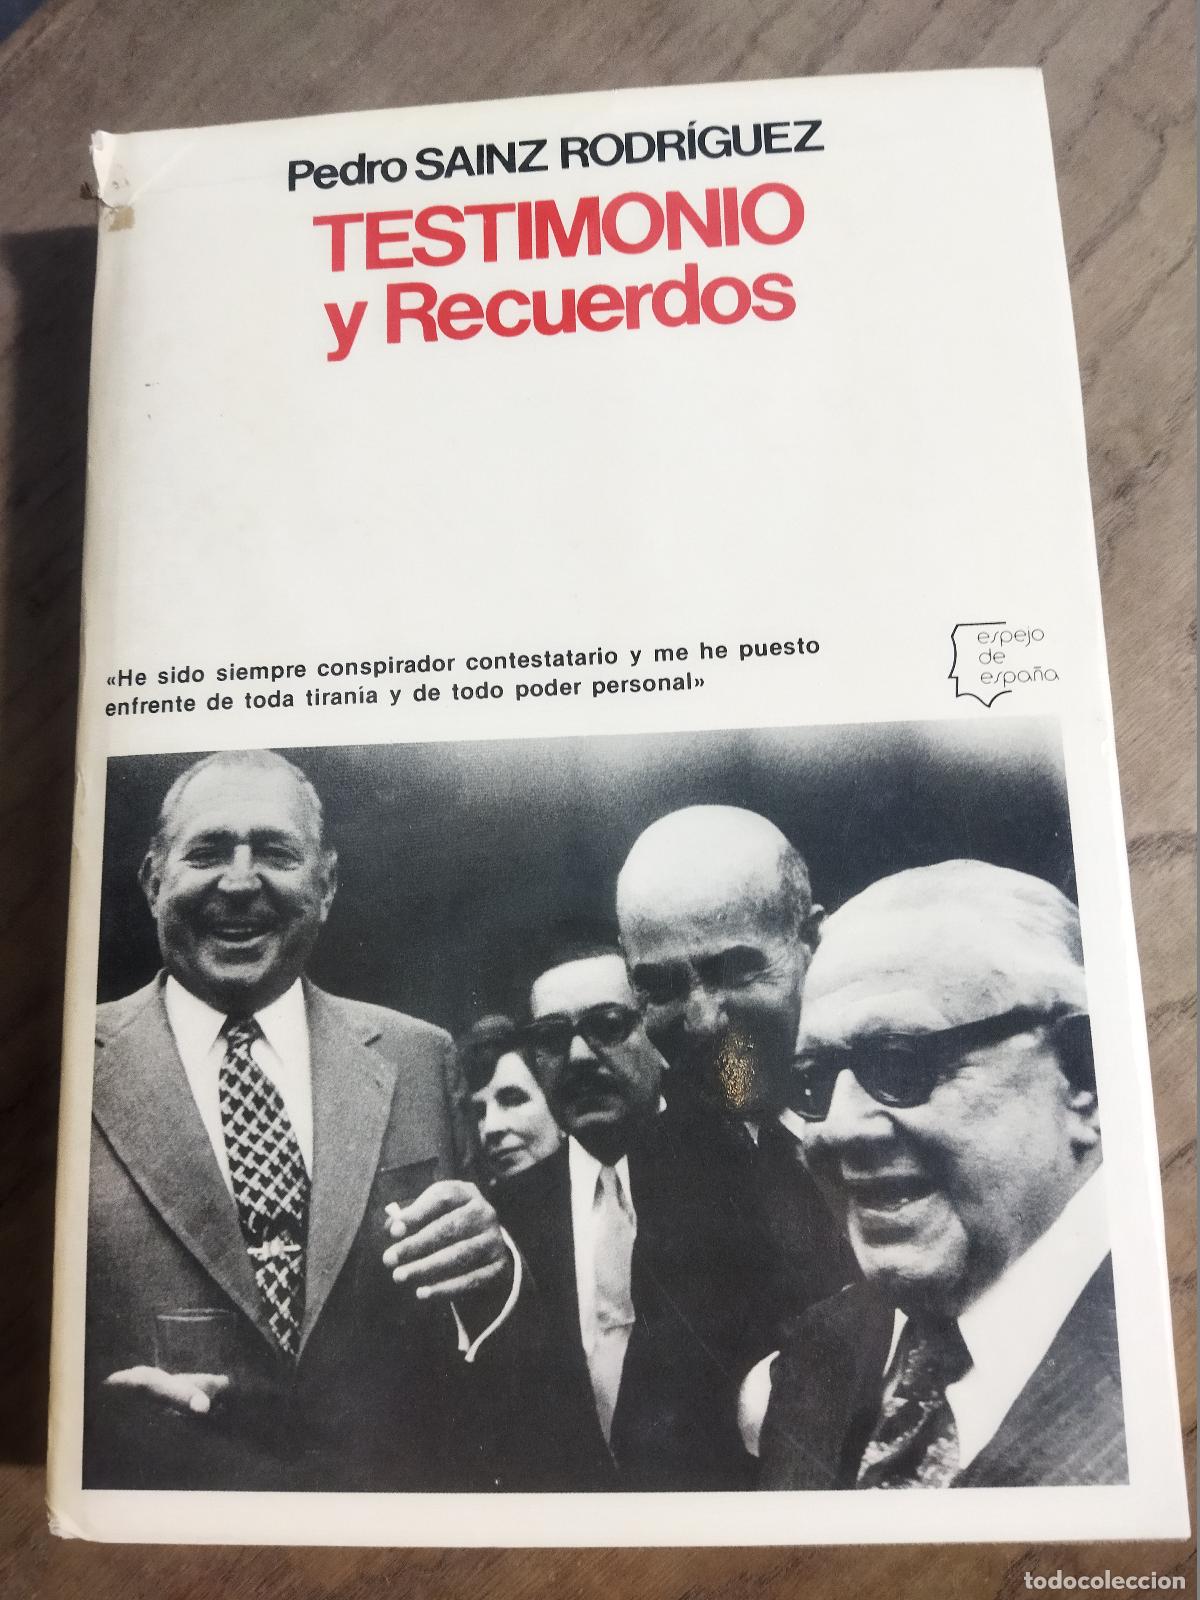 Pedro SAINZ RODRÍGUEZ
TESTIMONIO
y Recuerdos
«He sido siempre conspirador contestatario y me he puesto
enfrente de toda tiranía y de todo poder personal»
espejo
de
españa
todocoleccion